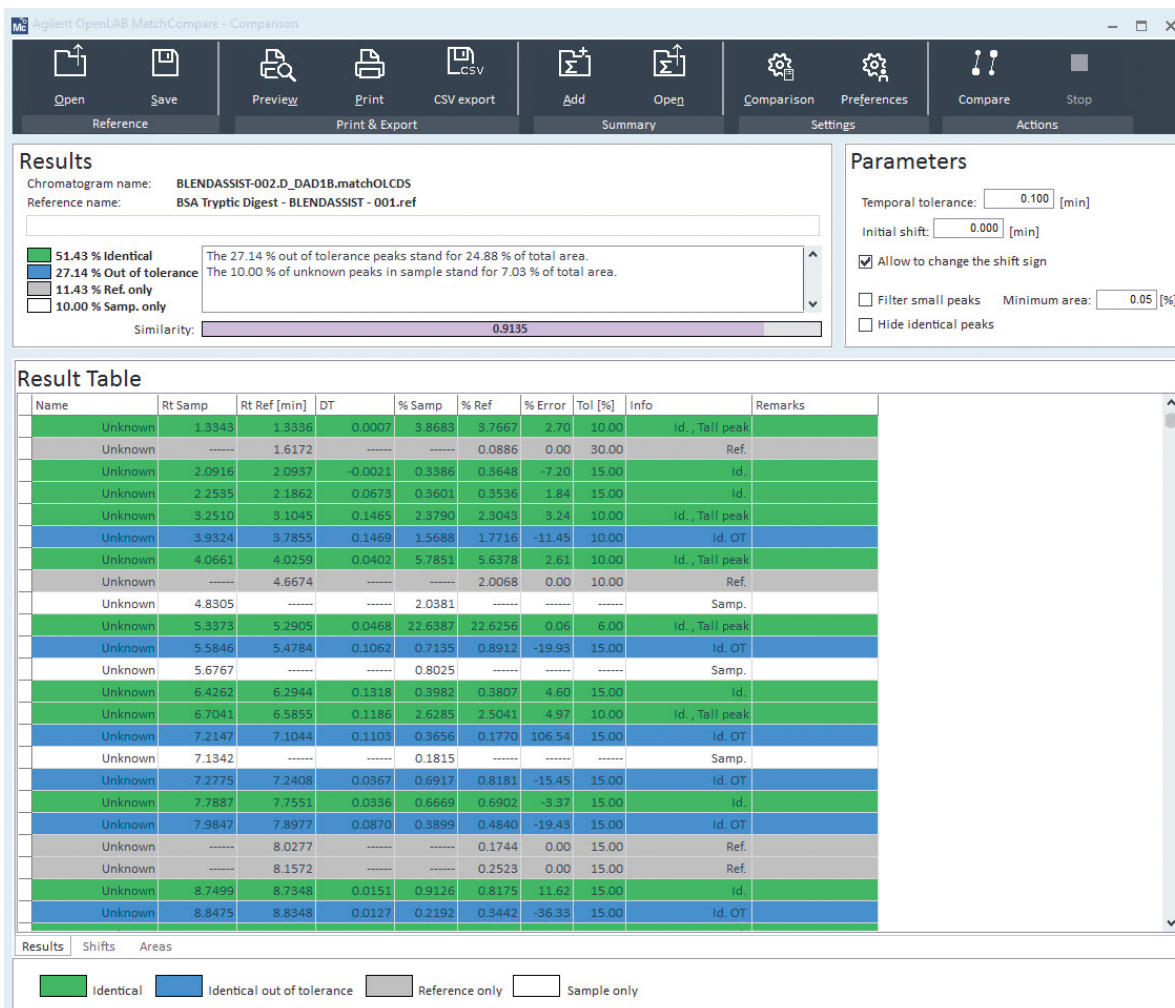 Mc Agilent OpenLAB MatchCompare - Comparison
Open Save Preview Print CSV export Add Open Comparison Preferences Compare Stop
Reference Print & Export Summary Settings Actions
Results
Chromatogram name: BLENDASSIST-002.D_DAD1B.matchOLCDS
Reference name: BSA Tryptic Digest - BLENDASSIST - 001.ref
51.43 % Identical
27.14 % Out of tolerance
11.43 % Ref. only
10.00 % Samp. only
The 27.14 % out of tolerance peaks stand for 24.88 % of total area.
The 10.00 % of unknown peaks in sample stand for 7.03 % of total area.
Similarity: 0.9135
Parameters
Temporal tolerance: 0.100 [min]
Initial shift: 0.000 [min]
Allow to change the shift sign
Filter small peaks Minimum area: 0.05 [%]
Hide identical peaks
Result Table
Name Rt Samp Rt Ref [min] DT % Samp % Ref % Error Tol [%] Info Remarks
Unknown 1.3343 1.3336 0.0007 3.8683 3.7667 2.70 10.00 Id. , Tall peak
Unknown ------ 1.6172 ------ ------ 0.0886 0.00 30.00 Ref.
Unknown 2.0916 2.0937 -0.0021 0.3386 0.3648 -7.20 15.00 Id.
Unknown 2.2535 2.1862 0.0673 0.3601 0.3536 1.84 15.00 Id.
Unknown 3.2510 3.1045 0.1465 2.3790 2.3043 3.24 10.00 Id. , Tall peak
Unknown 3.9324 3.7855 0.1469 1.5688 1.7716 -11.45 10.00 Id. OT
Unknown 4.0661 4.0259 0.0402 5.7851 5.6378 2.61 10.00 Id. , Tall peak
Unknown ------ 4.6674 ------ ------ 2.0068 0.00 10.00 Ref.
Unknown 4.8305 ------ ------ 2.0381 ------ ------ ------ Samp.
Unknown 5.3373 5.2905 0.0468 22.6387 22.6256 0.06 6.00 Id. , Tall peak
Unknown 5.5846 5.4784 0.1062 0.7135 0.8912 -19.93 15.00 Id. OT
Unknown 5.6767 ------ ------ 0.8025 ------ ------ ------ Samp.
Unknown 6.4262 6.2944 0.1318 0.3982 0.3807 4.60 15.00 Id.
Unknown 6.7041 6.5855 0.1186 2.6285 2.5041 4.97 10.00 Id. , Tall peak
Unknown 7.2147 7.1044 0.1103 0.3656 0.1770 106.54 15.00 Id. OT
Unknown 7.1342 ------ ------ 0.1815 ------ ------ ------ Samp.
Unknown 7.2775 7.2408 0.0367 0.6917 0.8181 -15.45 15.00 Id. OT
Unknown 7.7887 7.7551 0.0336 0.6669 0.6902 -3.37 15.00 Id.
Unknown 7.9847 7.8977 0.0870 0.3899 0.4840 -19.43 15.00 Id. OT
Unknown ------ 8.0277 ------ ------ 0.1744 0.00 15.00 Ref.
Unknown ------ 8.1572 ------ ------ 0.2523 0.00 15.00 Ref.
Unknown 8.7499 8.7348 0.0151 0.9126 0.8175 11.62 15.00 Id.
Unknown 8.8475 8.8348 0.0127 0.2192 0.3442 -36.33 15.00 Id. OT
Results Shifts Areas
Identical Identical out of tolerance Reference only Sample only